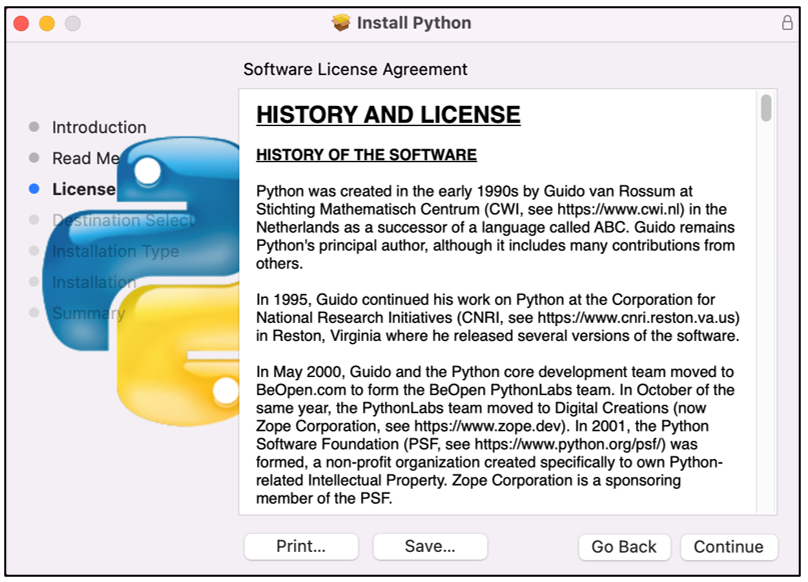 Install Python
Software License Agreement
Introduction
Read Me
License
Destination Select
Installation Type
Installation
Summary
HISTORY AND LICENSE
HISTORY OF THE SOFTWARE
Python was created in the early 1990s by Guido van Rossum at
Stichting Mathematisch Centrum (CWI, see https://www.cwi.nl) in the
Netherlands as a successor of a language called ABC. Guido remains
Python's principal author, although it includes many contributions from
others.
In 1995, Guido continued his work on Python at the Corporation for
National Research Initiatives (CNRI, see https://www.cnri.reston.va.us)
in Reston, Virginia where he released several versions of the software.
In May 2000, Guido and the Python core development team moved to
BeOpen.com to form the BeOpen PythonLabs team. In October of the
same year, the PythonLabs team moved to Digital Creations (now
Zope Corporation, see https://www.zope.dev). In 2001, the Python
Software Foundation (PSF, see https://www.python.org/psf/) was
formed, a non-profit organization created specifically to own Python-
related Intellectual Property. Zope Corporation is a sponsoring
member of the PSF.
Print...
Save...
Go Back
Continue